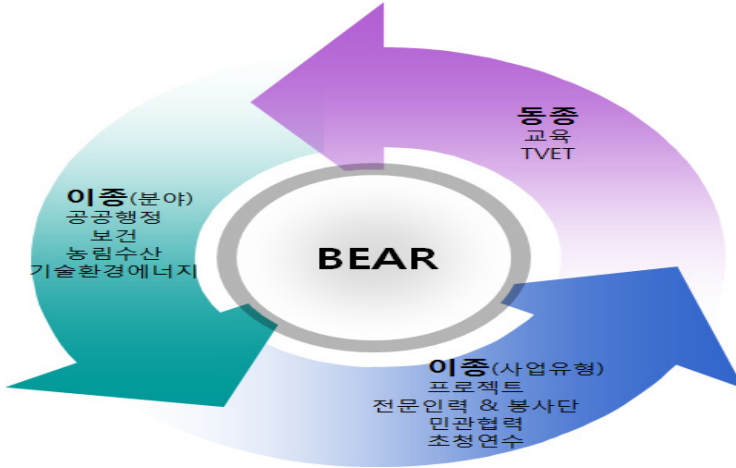 동종
교육
TVET
이종(분야)
공공행정
보건
농림수산
기술환경에너지
BEAR
이종(사업유형)
프로젝트
전문인력 & 봉사단
민관협력
초청연수